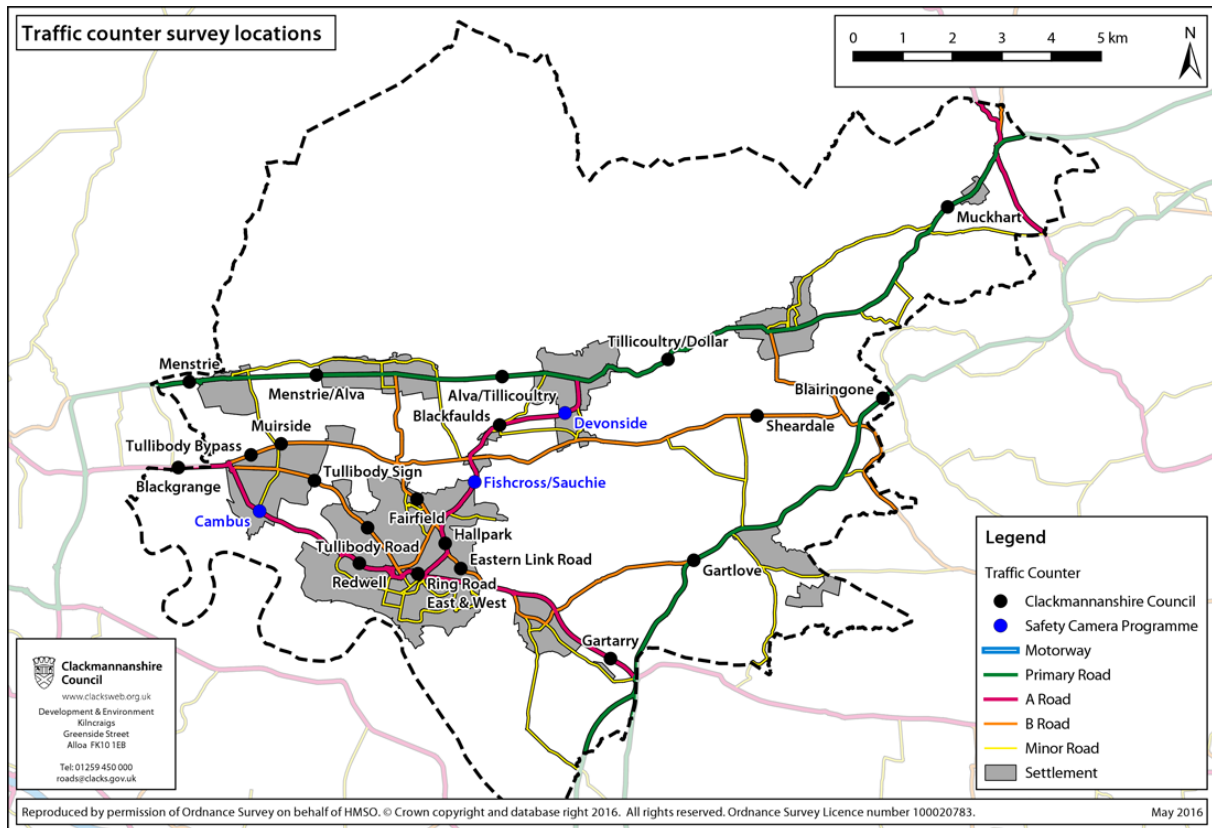 Traffic counter survey locations
0 1 2 3 4 5 km
N
Muckhart
Tillicoultry/Dollar
Menstrie
Menstrie/Alva
Alva/Tillicoultry
Blairingone
Blackfaulds
Devonside
Sheardale
Muirside
Tullibody Bypass
Tullibody Sign
Blackgrange
Fishcross/Sauchie
Cambus
Fairfield
Hallpark
Tullibody Road
Eastern Link Road
Redwell
Ring Road
East & West
Gartlove
Gartarry
Legend
Traffic Counter
Clackmannanshire Council
Safety Camera Programme
Motorway
Primary Road
A Road
B Road
Minor Road
Settlement
Clackmannanshire
Council
www.clacksweb.org.uk
Development & Environment
Kilncraigs
Greenside Street
Alloa FK10 1EB
Tel: 01259 450 000
roads@clacks.gov.uk
Reproduced by permission of Ordnance Survey on behalf of HMSO. © Crown copyright and database right 2016. All rights reserved. Ordnance Survey Licence number 100020783.
May 2016